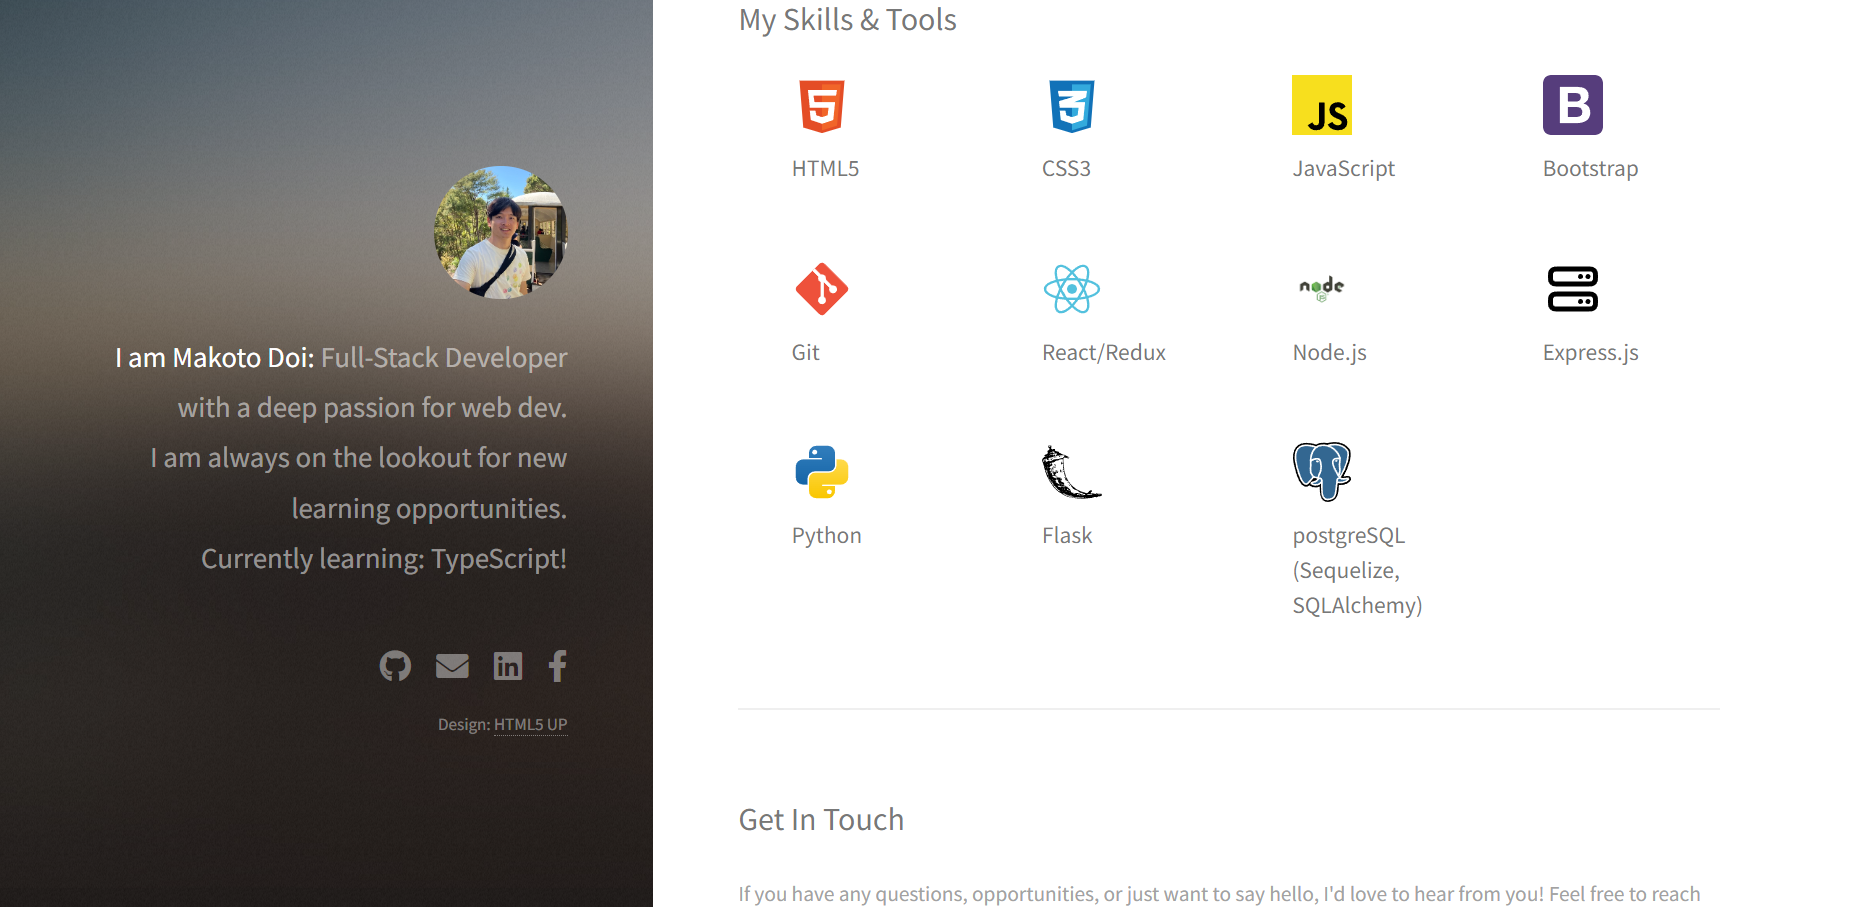 I am Makoto Doi: Full-Stack Developer
with a deep passion for web dev.
I am always on the lookout for new
learning opportunities.
Currently learning: TypeScript!
Design: HTML5 UP
My Skills & Tools
5
HTML5
3
CSS3
JS
JavaScript
B
Bootstrap
Git
React/Redux
node
JS
Node.js
Express.js
Python
Flask
postgreSQL
(Sequelize,
SQLAlchemy)
Get In Touch
If you have any questions, opportunities, or just want to say hello, I'd love to hear from you! Feel free to reach